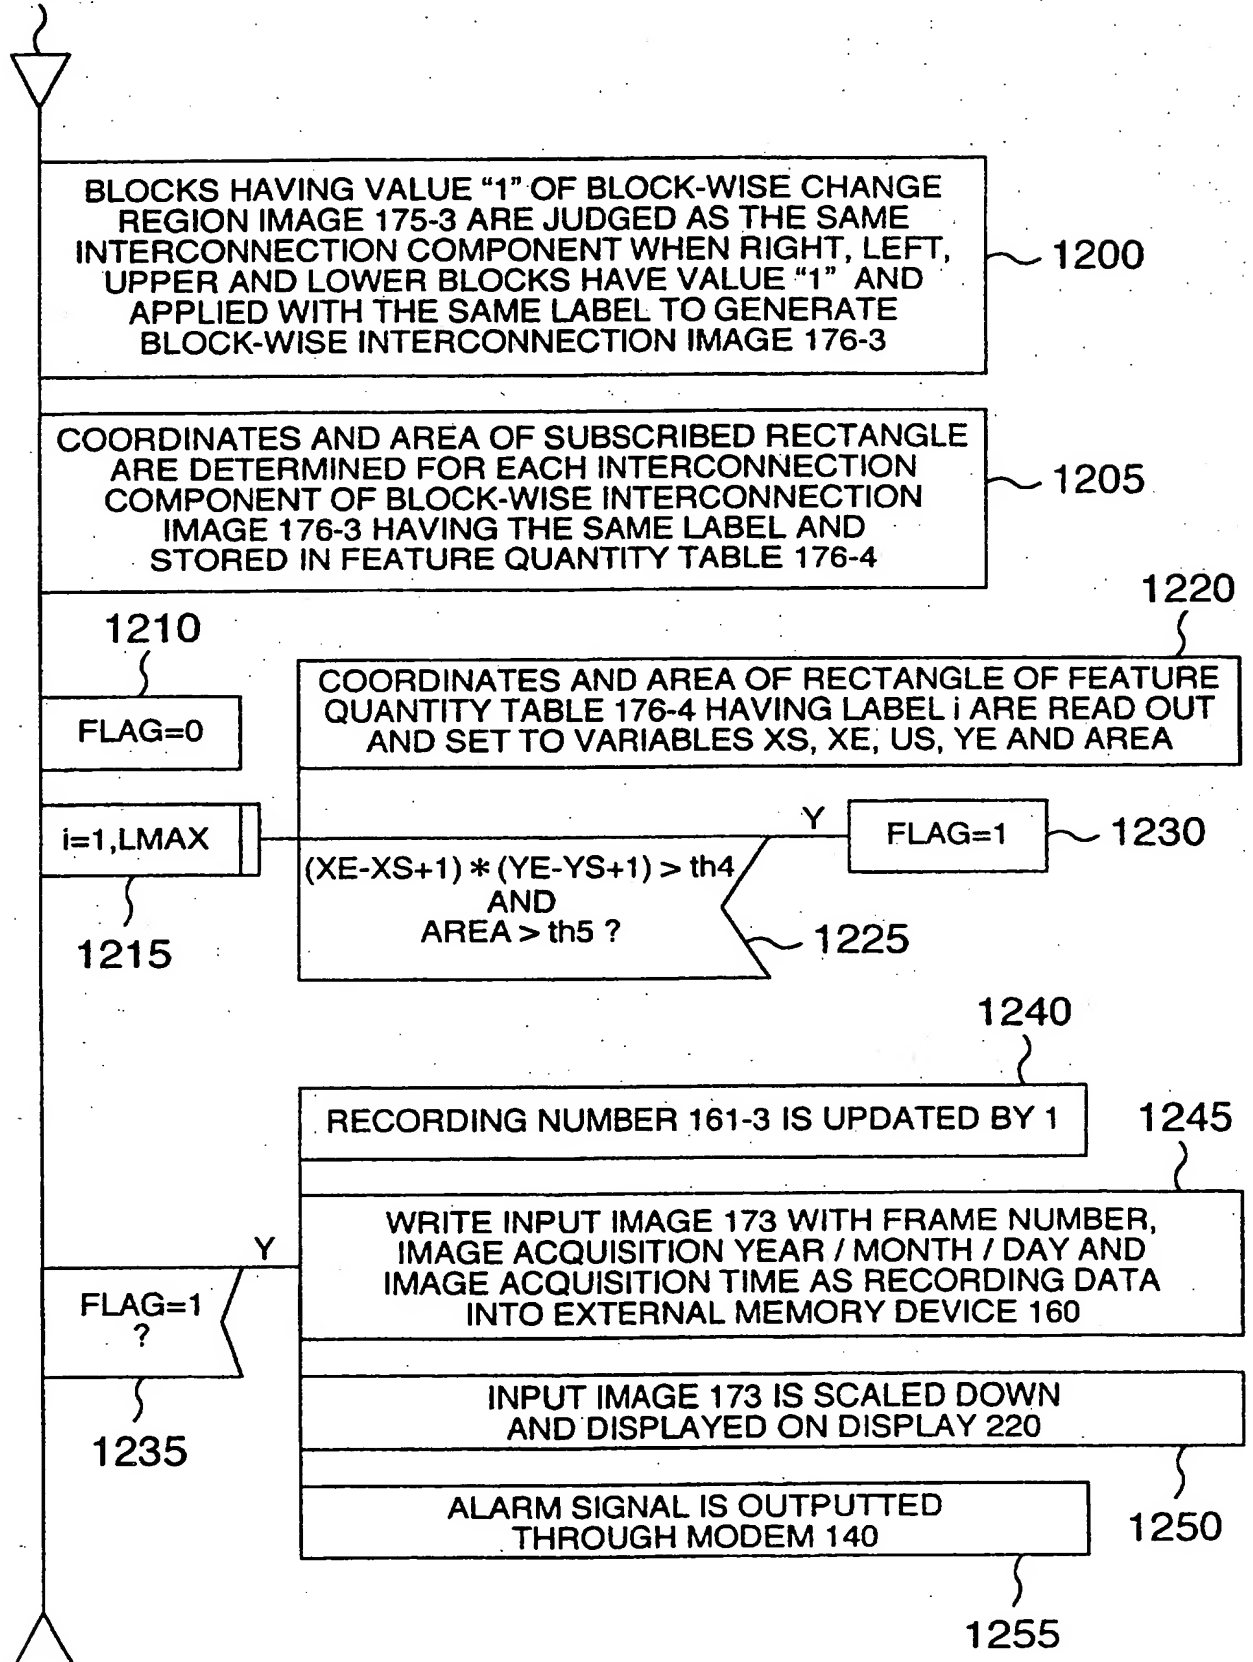 BLOCKS HAVING VALUE "1" OF BLOCK-WISE CHANGE
REGION IMAGE 175-3 ARE JUDGED AS THE SAME
INTERCONNECTION COMPONENT WHEN RIGHT, LEFT,
UPPER AND LOWER BLOCKS HAVE VALUE "1" AND
APPLIED WITH THE SAME LABEL TO GENERATE
BLOCK-WISE INTERCONNECTION IMAGE 176-3
1200
COORDINATES AND AREA OF SUBSCRIBED RECTANGLE
ARE DETERMINED FOR EACH INTERCONNECTION
COMPONENT OF BLOCK-WISE INTERCONNECTION
IMAGE 176-3 HAVING THE SAME LABEL AND
STORED IN FEATURE QUANTITY TABLE 176-4
1205
1210
FLAG=0
1220
COORDINATES AND AREA OF RECTANGLE OF FEATURE
QUANTITY TABLE 176-4 HAVING LABEL i ARE READ OUT
AND SET TO VARIABLES XS, XE, US, YE AND AREA
i=1,LMAX
1215
(XE-XS+1) * (YE-YS+1) > th4
AND
AREA > th5 ?
1225
Y
FLAG=1
1230
1240
RECORDING NUMBER 161-3 IS UPDATED BY 1
1245
WRITE INPUT IMAGE 173 WITH FRAME NUMBER,
IMAGE ACQUISITION YEAR / MONTH / DAY AND
IMAGE ACQUISITION TIME AS RECORDING DATA
INTO EXTERNAL MEMORY DEVICE 160
Y
FLAG=1
?
1235
INPUT IMAGE 173 IS SCALED DOWN
AND DISPLAYED ON DISPLAY 220
1250
ALARM SIGNAL IS OUTPUTTED
THROUGH MODEM 140
1255